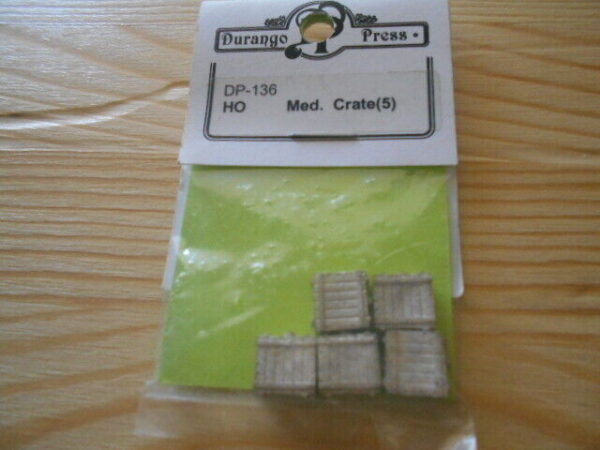 Durango Press
DP-136
HO Med. Crate(5)